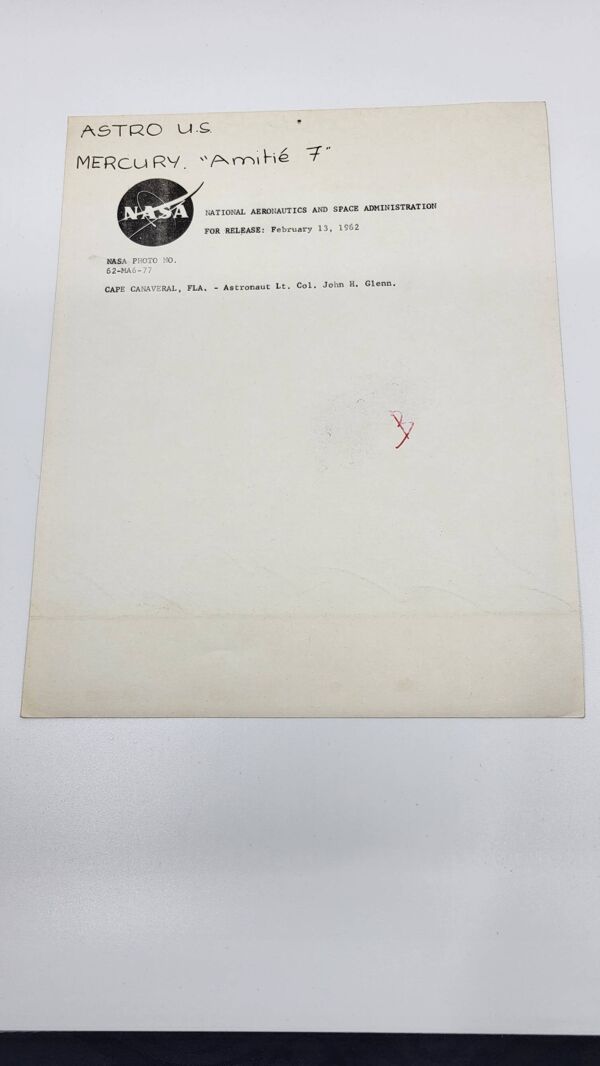 ASTRO U.S.
MERCURY. "Amitié 7"
NASA
NATIONAL AERONAUTICS AND SPACE ADMINISTRATION
FOR RELEASE: February 13, 1962
NASA PHOTO NO.
62-MA6-77
CAPE CANAVERAL, FLA. - Astronaut Lt. Col. John H. Glenn.